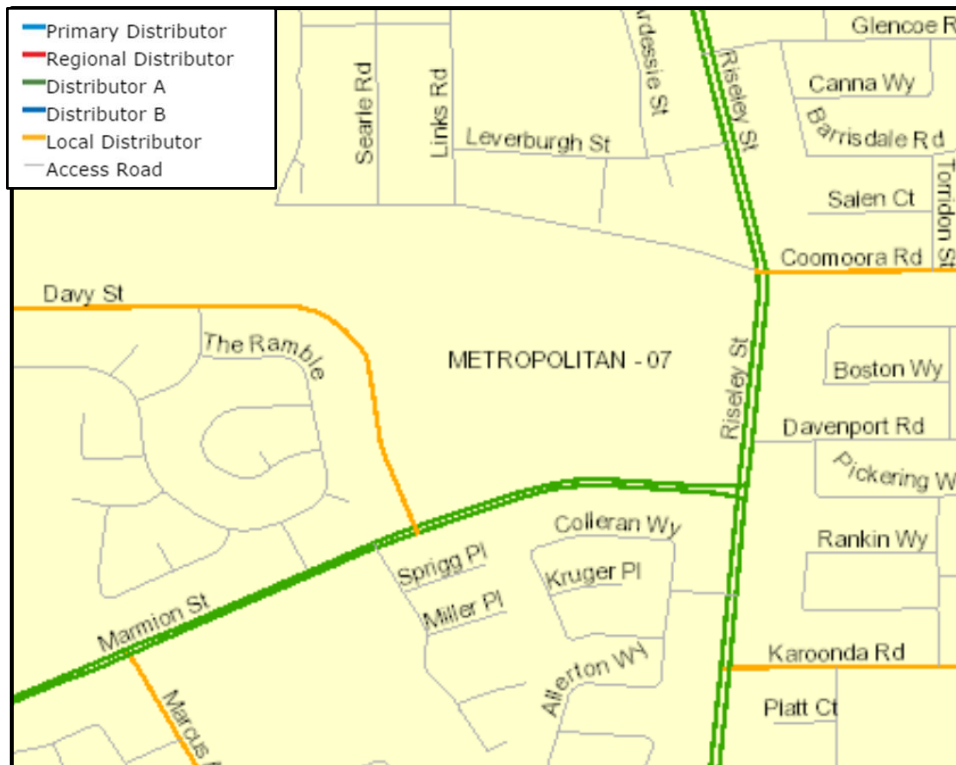 Primary Distributor
Regional Distributor
Distributor A
Distributor B
Local Distributor
Access Road
Searle Rd
Links Rd
Leverburgh St
Ardessie St
Riseley St
Glencoe R
Canna Wy
Barrisdale Rd
Salen Ct
Torridon St
Coomoora Rd
Davy St
The Ramble
METROPOLITAN - 07
Riseley St
Boston Wy
Davenport Rd
Pickering W
Colleran Wy
Rankin Wy
Sprigg Pl
Kruger Pl
Miller Pl
Marmion St
Allerton Wy
Karoonda Rd
Platt Ct
Marcus A